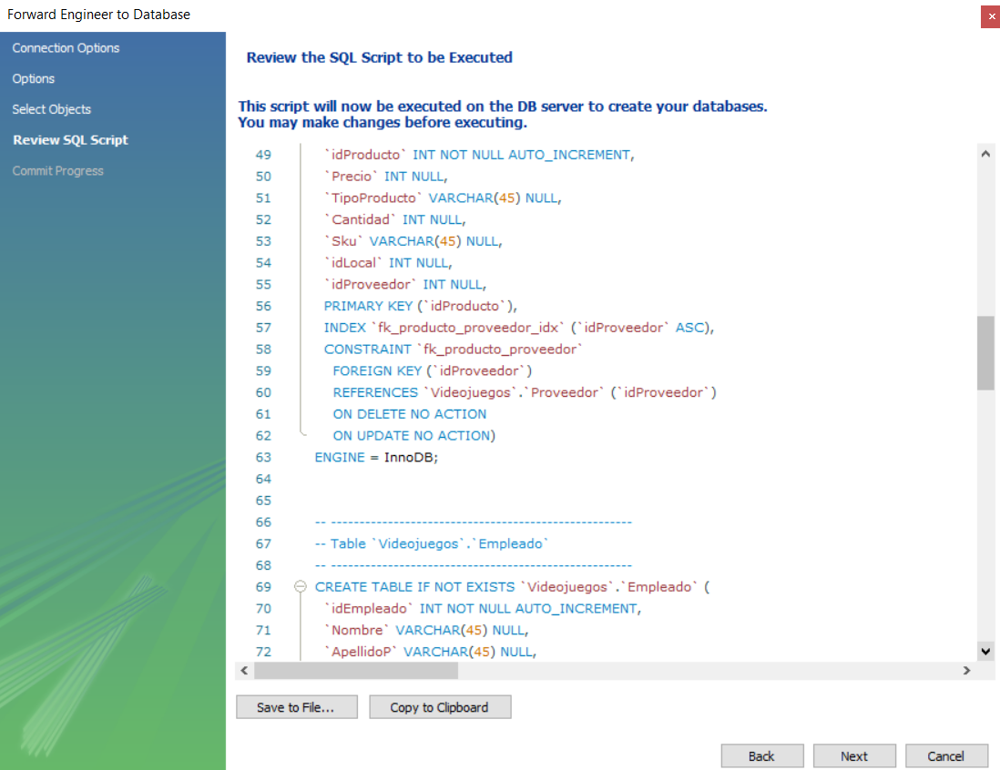 Forward Engineer to Database
Connection Options
Options
Select Objects
Review SQL Script
Commit Progress
Review the SQL Script to be Executed
This script will now be executed on the DB server to create your databases.
You may make changes before executing.
49 `idProducto` INT NOT NULL AUTO_INCREMENT,
50 `Precio` INT NULL,
51 `TipoProducto` VARCHAR(45) NULL,
52 `Cantidad` INT NULL,
53 `Sku` VARCHAR(45) NULL,
54 `idLocal` INT NULL,
55 `idProveedor` INT NULL,
56 PRIMARY KEY (`idProducto`),
57 INDEX `fk_producto_proveedor_idx` (`idProveedor` ASC),
58 CONSTRAINT `fk_producto_proveedor`
59 FOREIGN KEY (`idProveedor`)
60 REFERENCES `Videojuegos`.`Proveedor` (`idProveedor`)
61 ON DELETE NO ACTION
62 ON UPDATE NO ACTION)
63 ENGINE = InnoDB;
64
65
66 -- -----------------------------------------------------
67 -- Table `Videojuegos`.`Empleado`
68 -- -----------------------------------------------------
69 CREATE TABLE IF NOT EXISTS `Videojuegos`.`Empleado` (
70 `idEmpleado` INT NOT NULL AUTO_INCREMENT,
71 `Nombre` VARCHAR(45) NULL,
72 `ApellidoP` VARCHAR(45) NULL,
Save to File...
Copy to Clipboard
Back
Next
Cancel